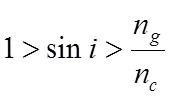 1 > sin i > n_g / n_c